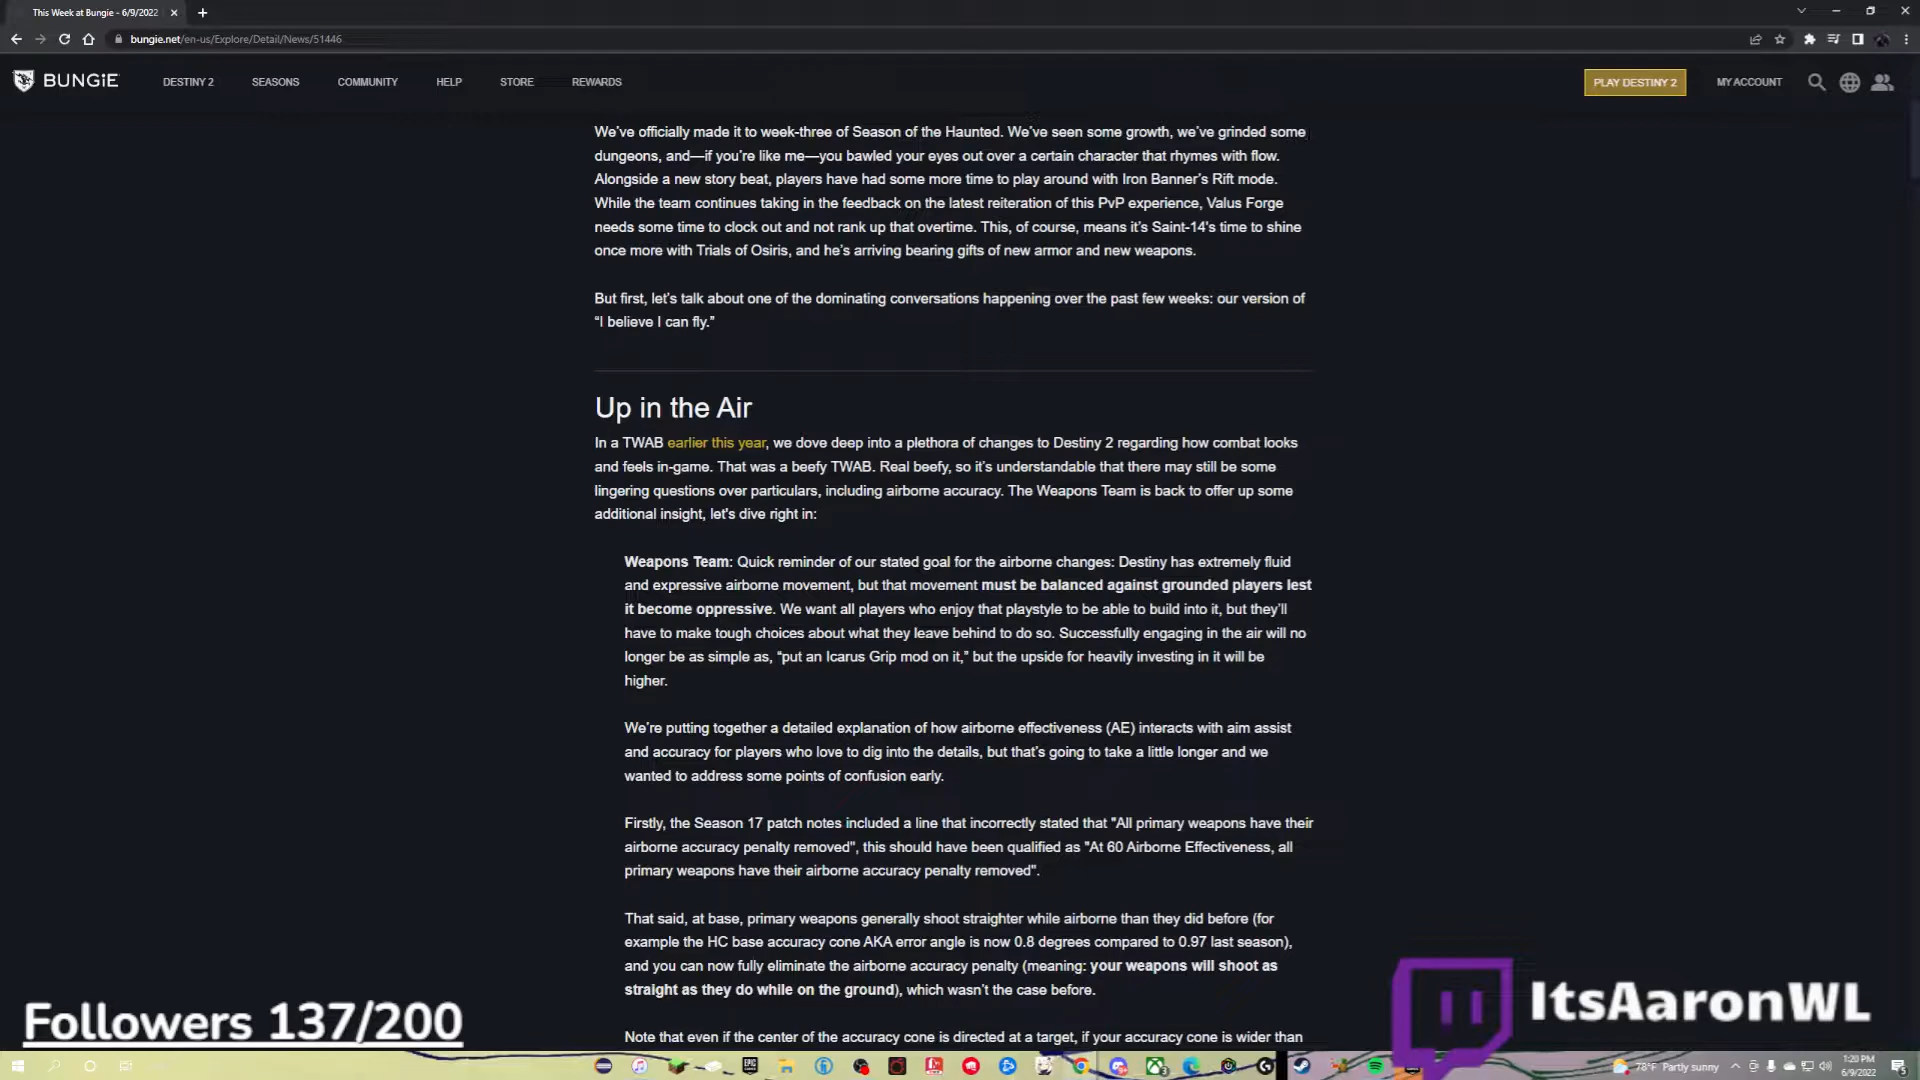 This Week at Bungie - 6/9/2022
bungie.net/en-us/Explore/Detail/News/51446
BUNGiE
DESTINY 2
SEASONS
COMMUNITY
HELP
STORE
REWARDS
PLAY DESTINY 2
MY ACCOUNT
We’ve officially made it to week-three of Season of the Haunted. We’ve seen some growth, we’ve grinded some
dungeons, and—if you’re like me—you bawled your eyes out over a certain character that rhymes with flow.
Alongside a new story beat, players have had some more time to play around with Iron Banner’s Rift mode.
While the team continues taking in the feedback on the latest reiteration of this PvP experience, Valus Forge
needs some time to clock out and not rank up that overtime. This, of course, means it’s Saint-14's time to shine
once more with Trials of Osiris, and he’s arriving bearing gifts of new armor and new weapons.
But first, let’s talk about one of the dominating conversations happening over the past few weeks: our version of
“I believe I can fly.”
Up in the Air
In a TWAB earlier this year, we dove deep into a plethora of changes to Destiny 2 regarding how combat looks
and feels in-game. That was a beefy TWAB. Real beefy, so it’s understandable that there may still be some
lingering questions over particulars, including airborne accuracy. The Weapons Team is back to offer up some
additional insight, let's dive right in:
Weapons Team: Quick reminder of our stated goal for the airborne changes: Destiny has extremely fluid
and expressive airborne movement, but that movement must be balanced against grounded players lest
it become oppressive. We want all players who enjoy that playstyle to be able to build into it, but they’ll
have to make tough choices about what they leave behind to do so. Successfully engaging in the air will no
longer be as simple as, “put an Icarus Grip mod on it,” but the upside for heavily investing in it will be
higher.
We’re putting together a detailed explanation of how airborne effectiveness (AE) interacts with aim assist
and accuracy for players who love to dig into the details, but that’s going to take a little longer and we
wanted to address some points of confusion early.
Firstly, the Season 17 patch notes included a line that incorrectly stated that "All primary weapons have their
airborne accuracy penalty removed", this should have been qualified as "At 60 Airborne Effectiveness, all
primary weapons have their airborne accuracy penalty removed".
That said, at base, primary weapons generally shoot straighter while airborne than they did before (for
example the HC base accuracy cone AKA error angle is now 0.8 degrees compared to 0.97 last season),
and you can now fully eliminate the airborne accuracy penalty (meaning: your weapons will shoot as
straight as they do while on the ground), which wasn’t the case before.
Note that even if the center of the accuracy cone is directed at a target, if your accuracy cone is wider than
Followers 137/200
ItsAaronWL
78°F Partly sunny
1:20 PM
6/9/2022